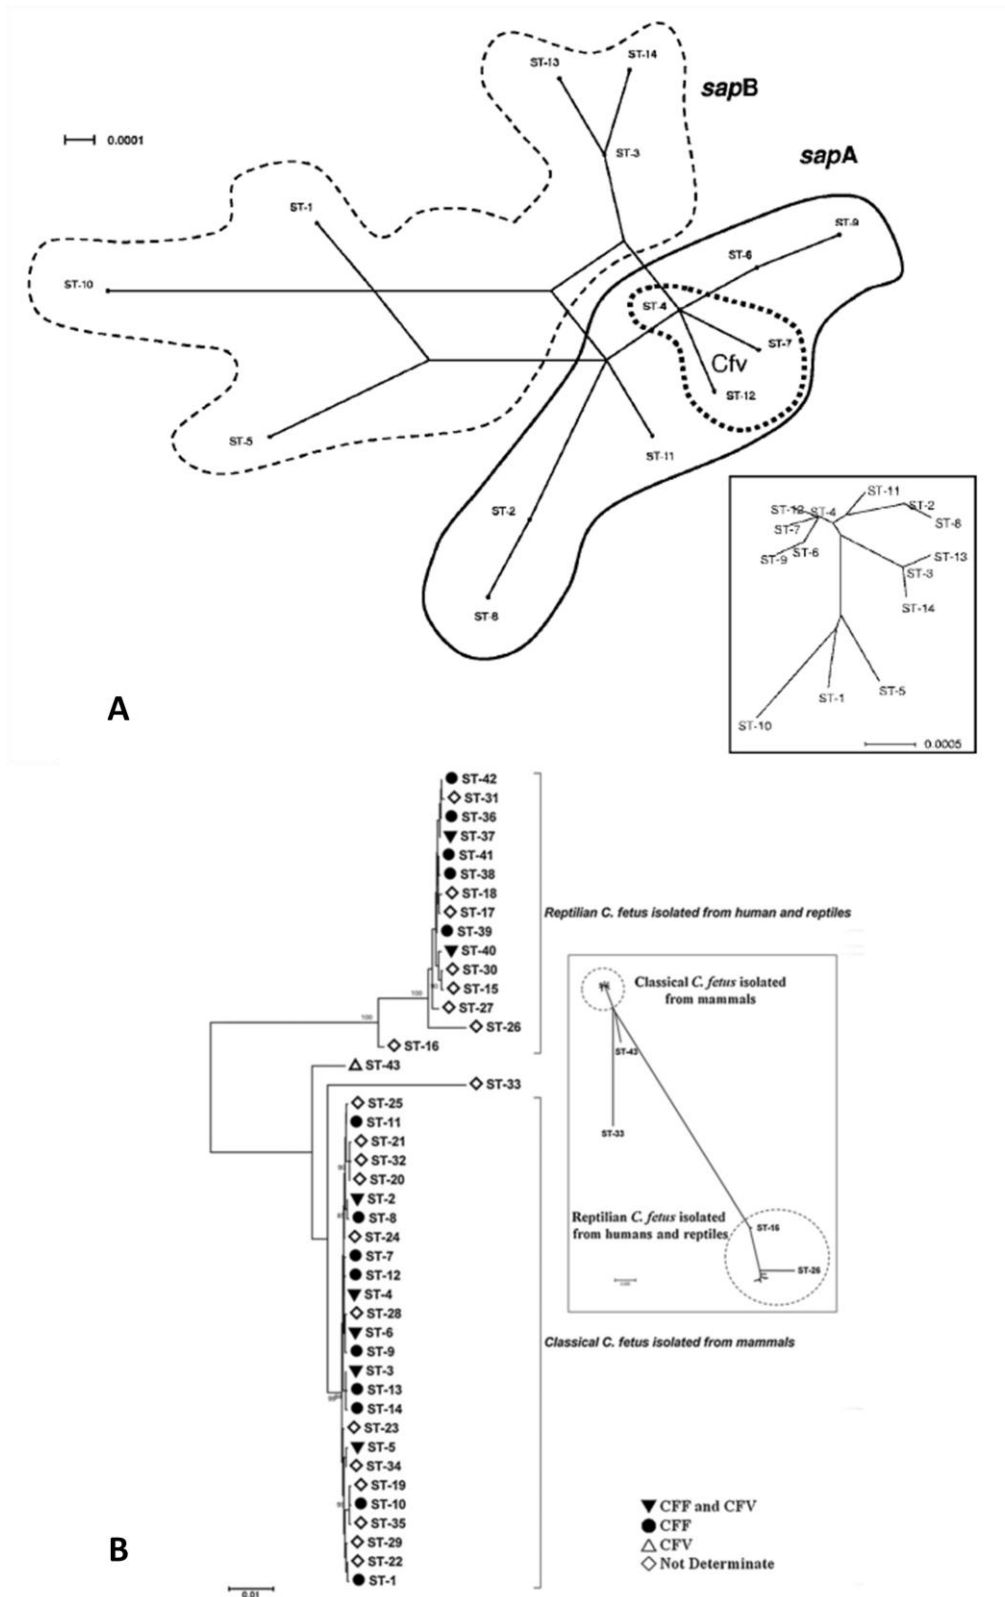 ST-13
ST-14
sapB
0.0001
ST-3
sapA
ST-1
ST-9
ST-6
ST-10
ST-4
ST-7
Cfv
ST-12
ST-5
ST-11
ST-2
ST-8
ST-11
ST-12
ST-4
ST-2
ST-7
ST-8
ST-9
ST-6
ST-13
ST-3
ST-14
ST-1
ST-5
ST-10
0.0005
A
ST-42
ST-31
ST-36
ST-37
ST-41
ST-38
ST-18
ST-17
Reptilian C. fetus isolated from human and reptiles
ST-39
ST-40
ST-30
ST-15
100
ST-27
100
ST-26
ST-16
ST-43
ST-33
ST-25
ST-11
ST-21
ST-32
ST-20
ST-2
ST-8
ST-24
ST-7
ST-12
ST-4
ST-28
ST-6
ST-9
ST-3
ST-13
ST-14
ST-23
ST-5
ST-34
ST-19
ST-10
ST-35
ST-29
ST-22
ST-1
Classical C. fetus isolated
from mammals
ST-43
ST-33
Reptilian C. fetus isolated
from humans and reptiles
ST-16
ST-26
Classical C. fetus isolated from mammals
CFF and CFV
CFF
CFV
Not Determinate
B
0.01